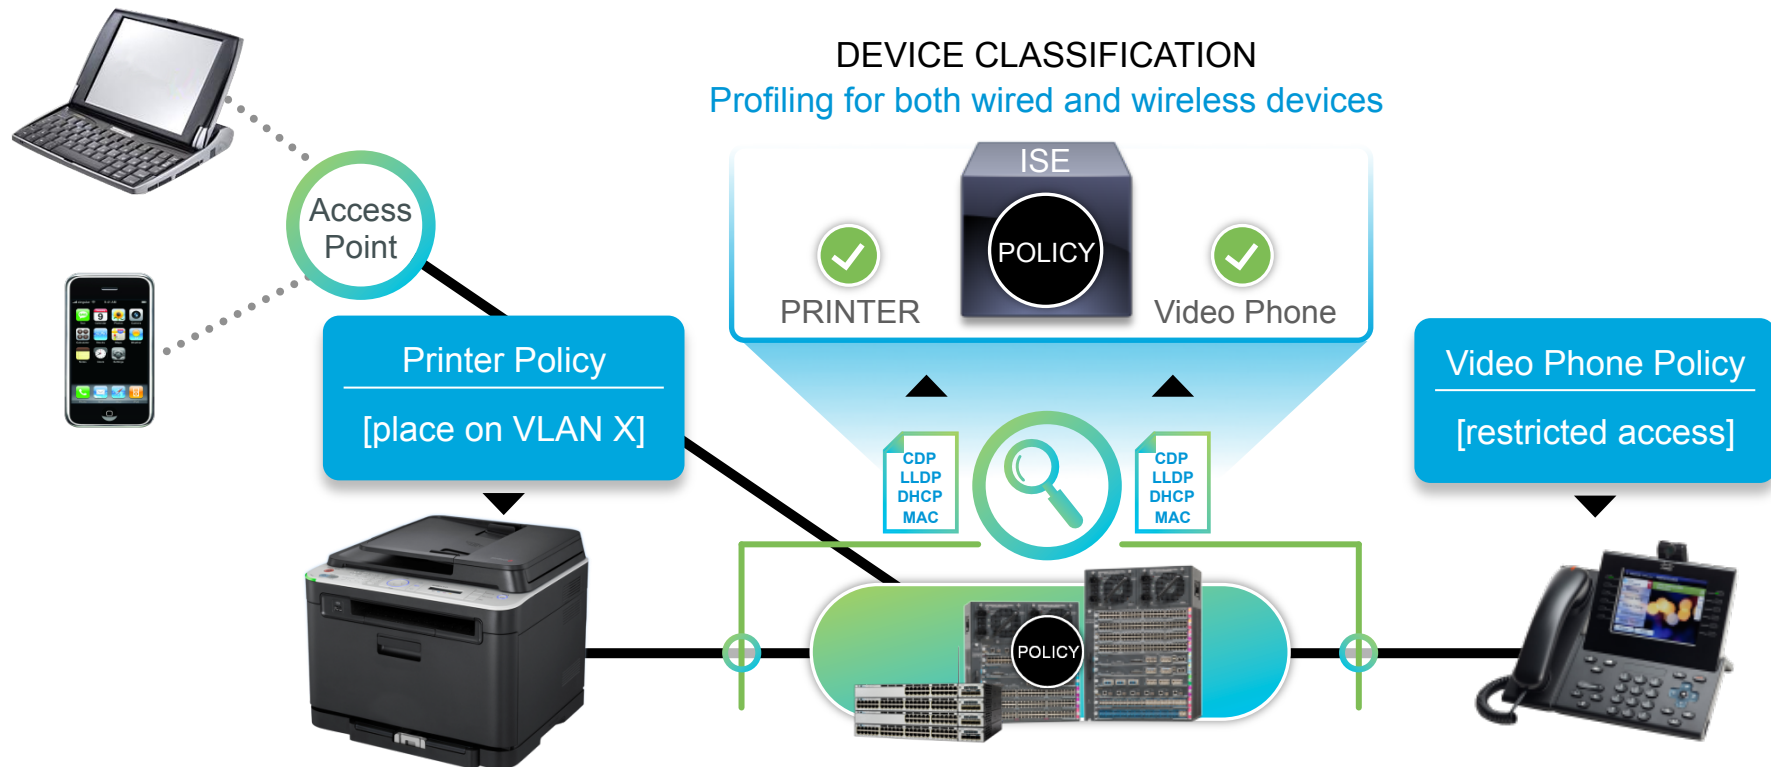 DEVICE CLASSIFICATION
Profiling for both wired and wireless devices
ISE
POLICY
PRINTER
Video Phone
Access
Point
Printer Policy
[place on VLAN X]
Video Phone Policy
[restricted access]
CDP
LLDP
DHCP
MAC
CDP
LLDP
DHCP
MAC
POLICY